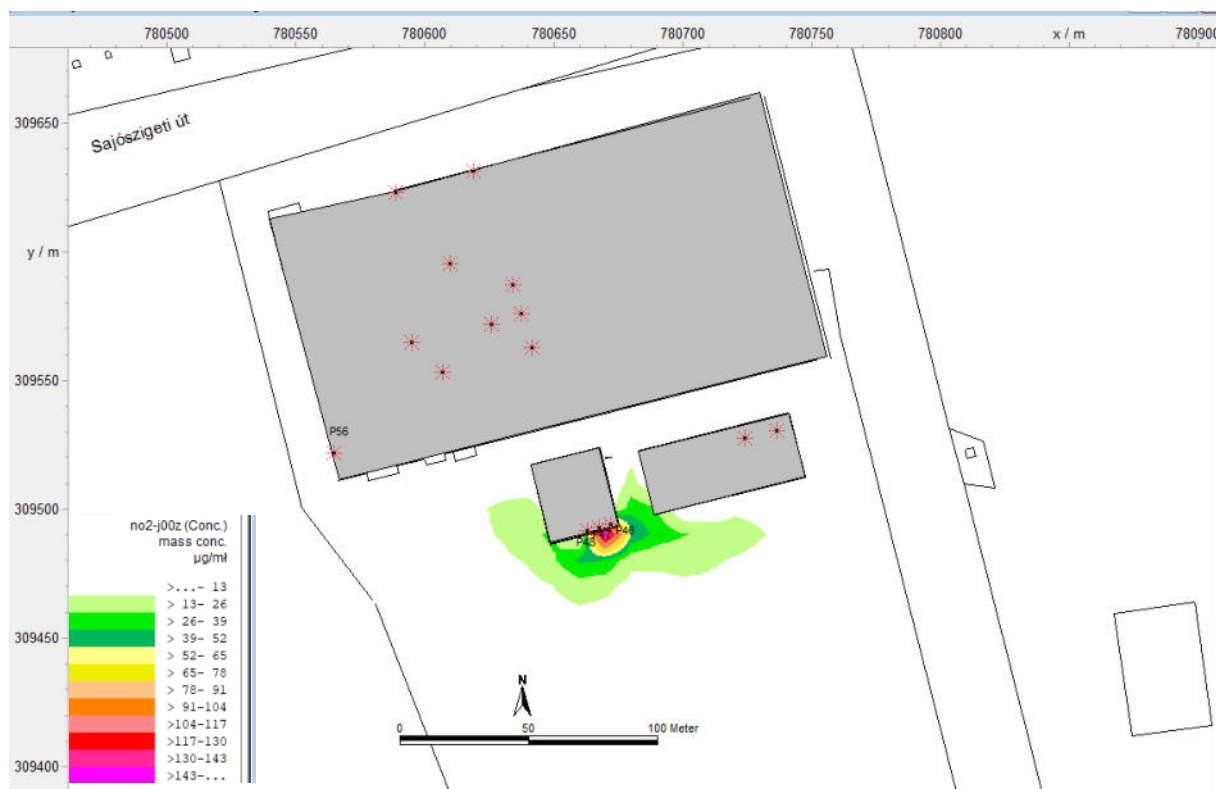 780500 780550 780600 780650 780700 780750 780800 x / m 780900
309650
Sajószigeti út
y / m
309550
P56
309500
P43 P46
no2-j00z (Conc.)
mass conc.
µg/m³
>...- 13
> 13- 26
> 26- 39
> 39- 52
> 52- 65
> 65- 78
> 78- 91
> 91-104
>104-117
>117-130
>130-143
>143-...
309450
309400
N
0 50 100 Meter